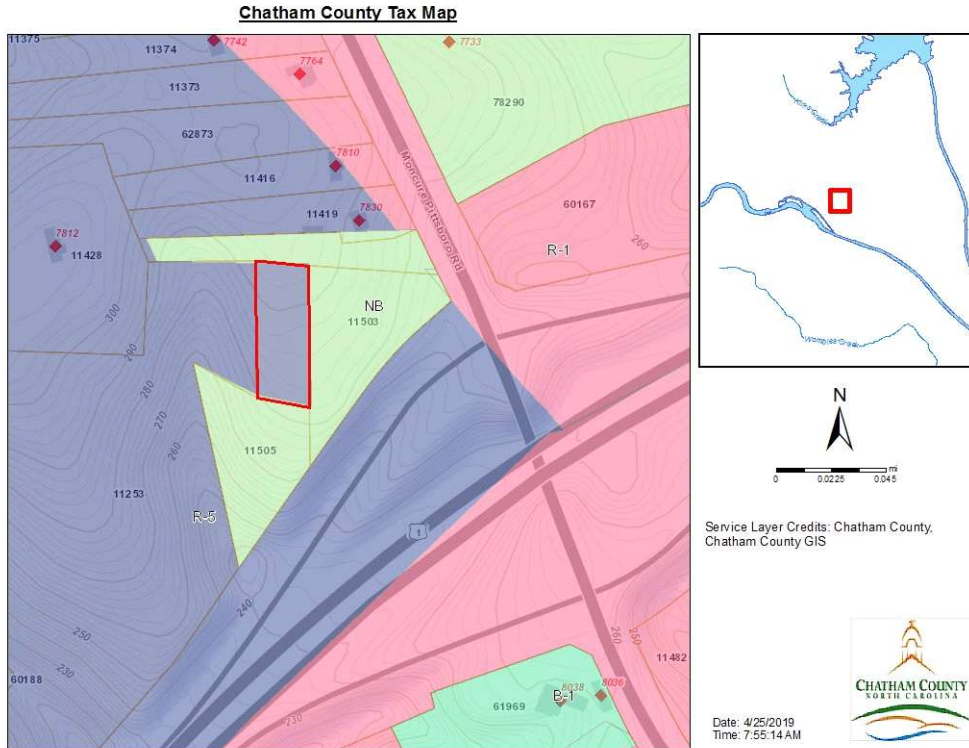 Chatham County Tax Map
11375
11374
7742
7733
7764
11373
78290
62873
7810
11416
60167
7830
11419
Moncure Pittsboro Rd
260
7812
R-1
11428
NB
300
11503
290
280
270
260
11505
11253
R-5
1
240
250
230
260
250
11482
60188
8036
8038
B-1
61969
230
N
mi
0 0.0225 0.045
Service Layer Credits: Chatham County,
Chatham County GIS
CHATHAM COUNTY
NORTH CAROLINA
Date: 4/25/2019
Time: 7:55:14 AM